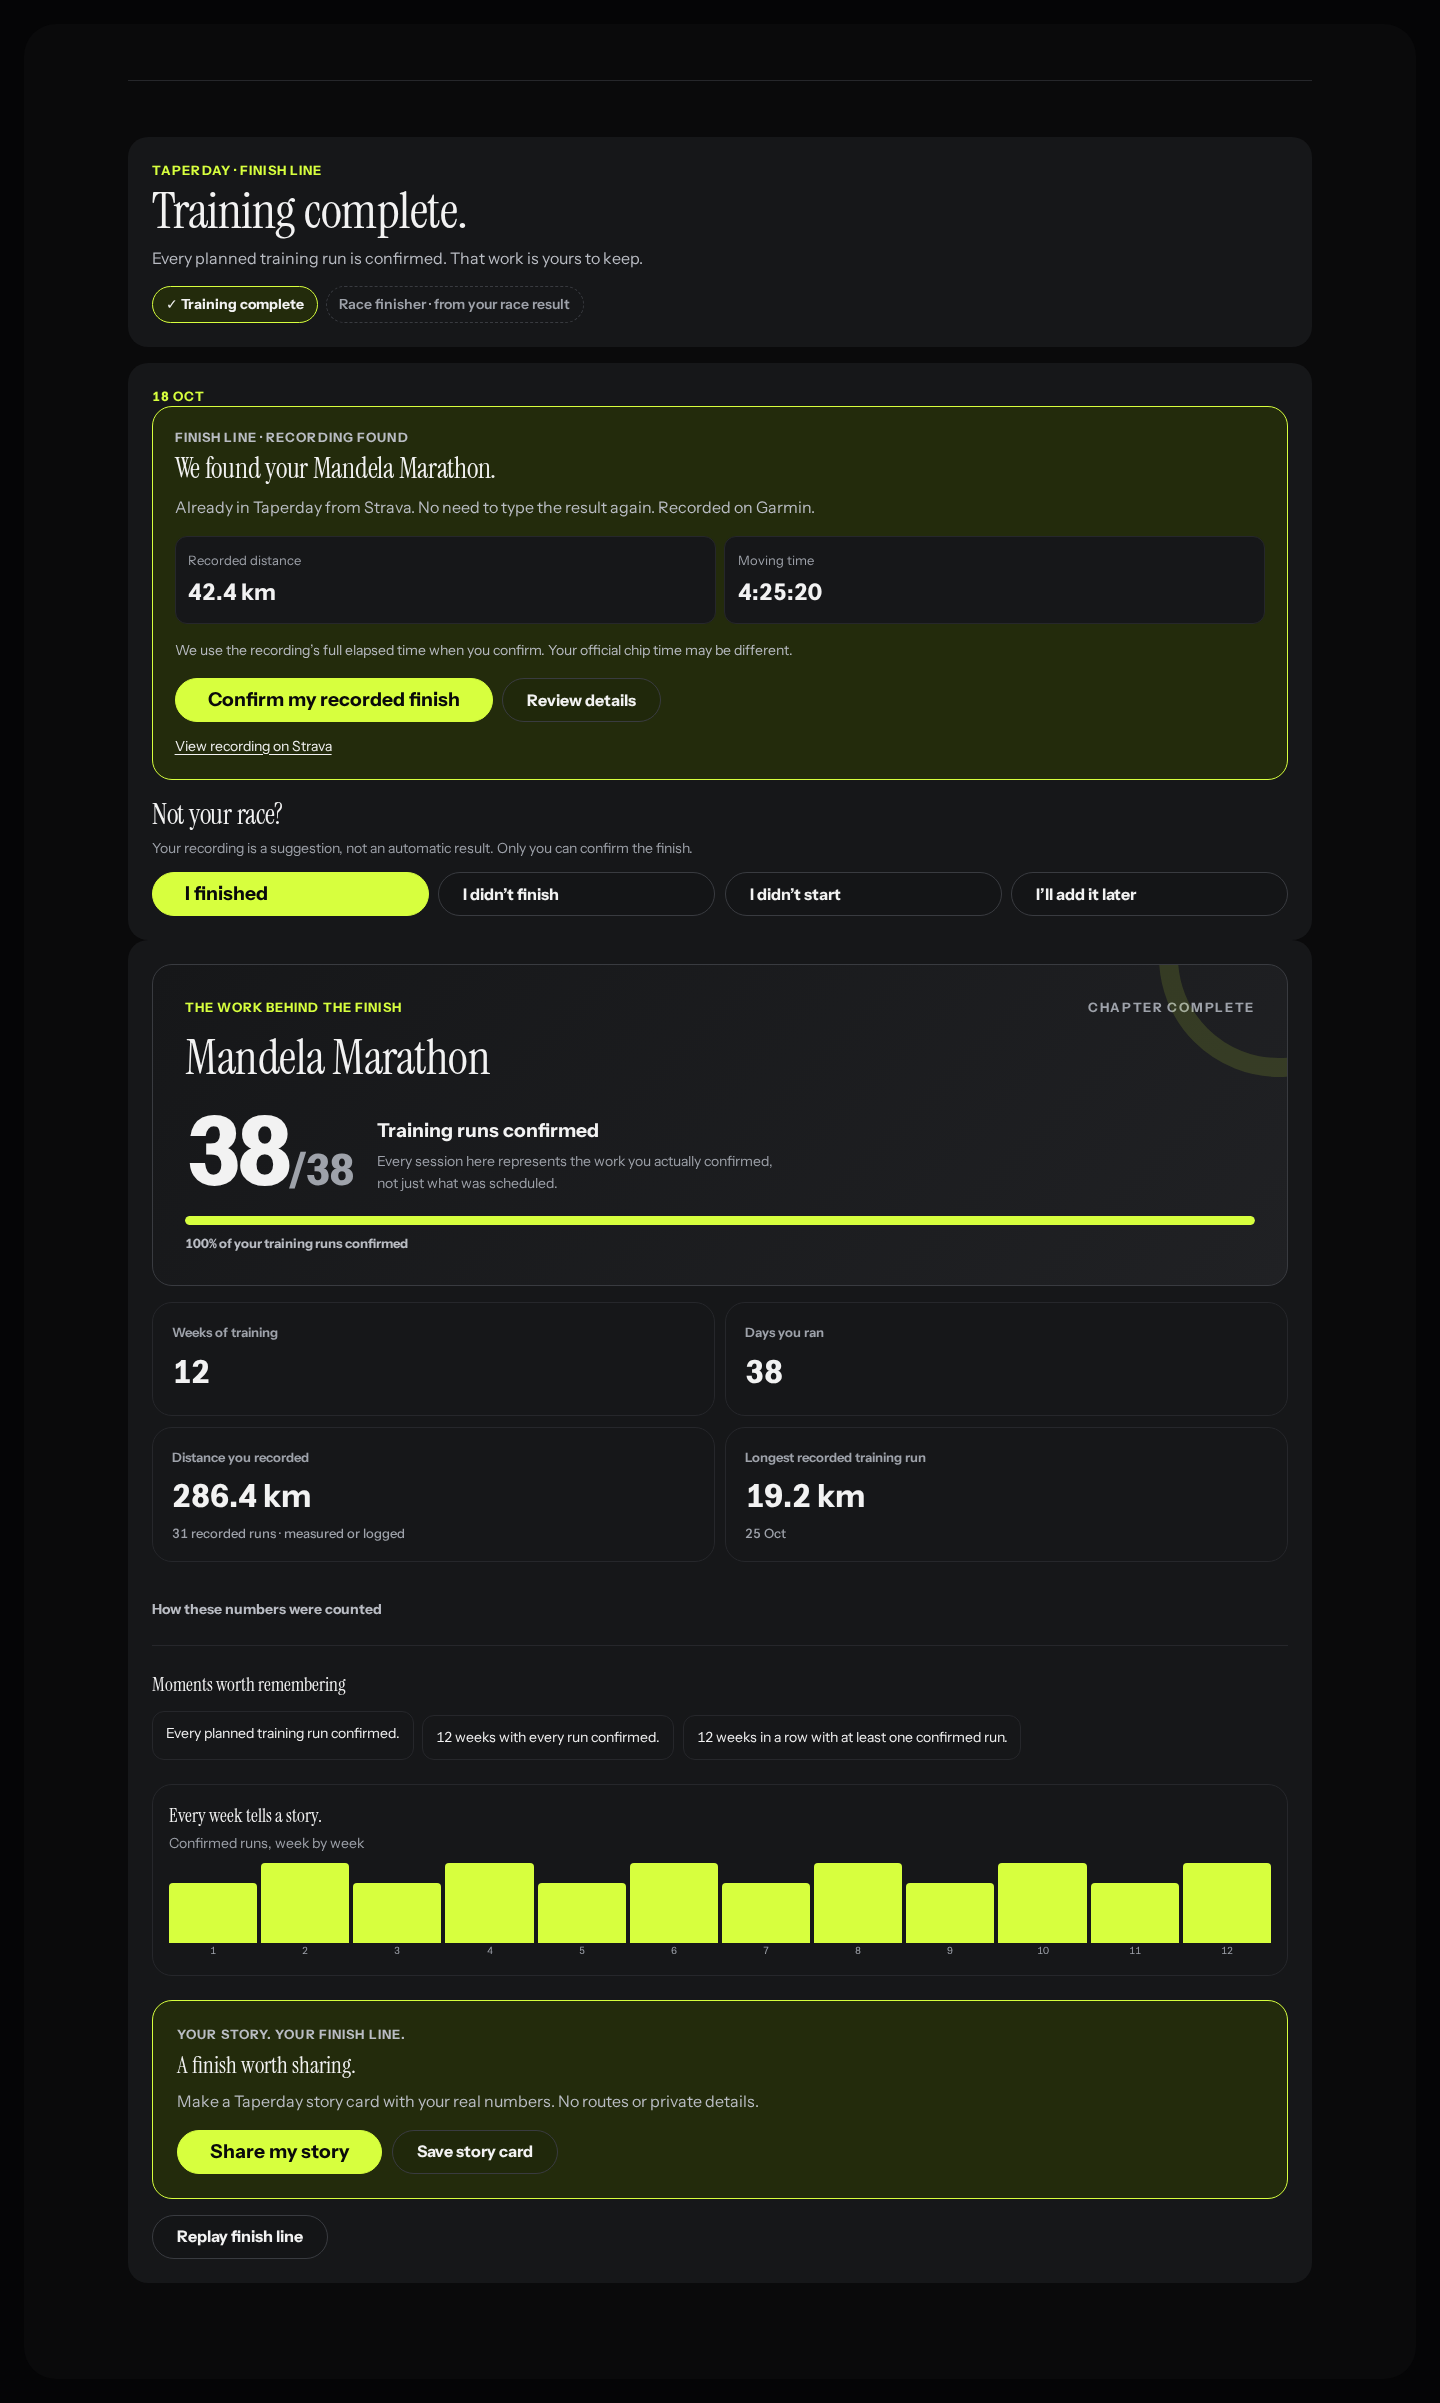 TAPERDAY · FINISH LINE
Training complete.
Every planned training run is confirmed. That work is yours to keep.
✓ Training complete
Race finisher · from your race result
18 OCT
FINISH LINE · RECORDING FOUND
We found your Mandela Marathon.
Already in Taperday from Strava. No need to type the result again. Recorded on Garmin.
Recorded distance
42.4 km
Moving time
4:25:20
We use the recording’s full elapsed time when you confirm. Your official chip time may be different.
Confirm my recorded finish
Review details
View recording on Strava
Not your race?
Your recording is a suggestion, not an automatic result. Only you can confirm the finish.
I finished
I didn’t finish
I didn’t start
I’ll add it later
THE WORK BEHIND THE FINISH
CHAPTER COMPLETE
Mandela Marathon
38/38
Training runs confirmed
Every session here represents the work you actually confirmed,
not just what was scheduled.
100% of your training runs confirmed
Weeks of training
12
Days you ran
38
Distance you recorded
286.4 km
31 recorded runs · measured or logged
Longest recorded training run
19.2 km
25 Oct
How these numbers were counted
Moments worth remembering
Every planned training run confirmed.
12 weeks with every run confirmed.
12 weeks in a row with at least one confirmed run.
Every week tells a story.
Confirmed runs, week by week
1 2 3 4 5 6 7 8 9 10 11 12
YOUR STORY. YOUR FINISH LINE.
A finish worth sharing.
Make a Taperday story card with your real numbers. No routes or private details.
Share my story
Save story card
Replay finish line